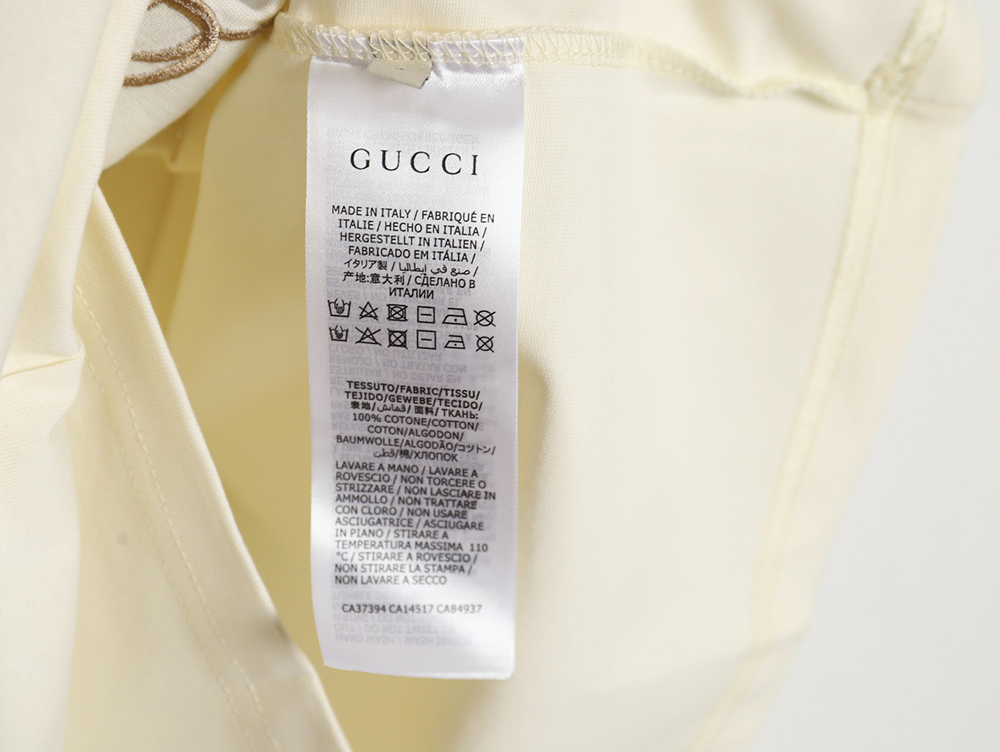 GUCCI
MADE IN ITALY / FABRIQUÉ EN
ITALIE / HECHO EN ITALIA /
HERGESTELLT IN ITALIEN /
FABRICADO EM ITÁLIA /
イタリア製 / صنع في إيطاليا /
产地:意大利 / СДЕЛАНО В
ИТАЛИИ
TESSUTO/FABRIC/TISSU/
TEJIDO/GEWEBE/TECIDO/
表地/قماش/ 面料/ТКАНЬ:
100% COTONE/COTTON/
COTON/ALGODON/
BAUMWOLLE/ALGODÃO/コットン/
قطن/棉/ХЛОПОК
LAVARE A MANO / LAVARE A
ROVESCIO / NON TORCERE O
STRIZZARE / NON LASCIARE IN
AMMOLLO / NON TRATTARE
CON CLORO / NON USARE
ASCIUGATRICE / ASCIUGARE
IN PIANO / STIRARE A
TEMPERATURA MASSIMA 110
°C / STIRARE A ROVESCIO /
NON STIRARE LA STAMPA /
NON LAVARE A SECCO
CA37394 CA14517 CA84937